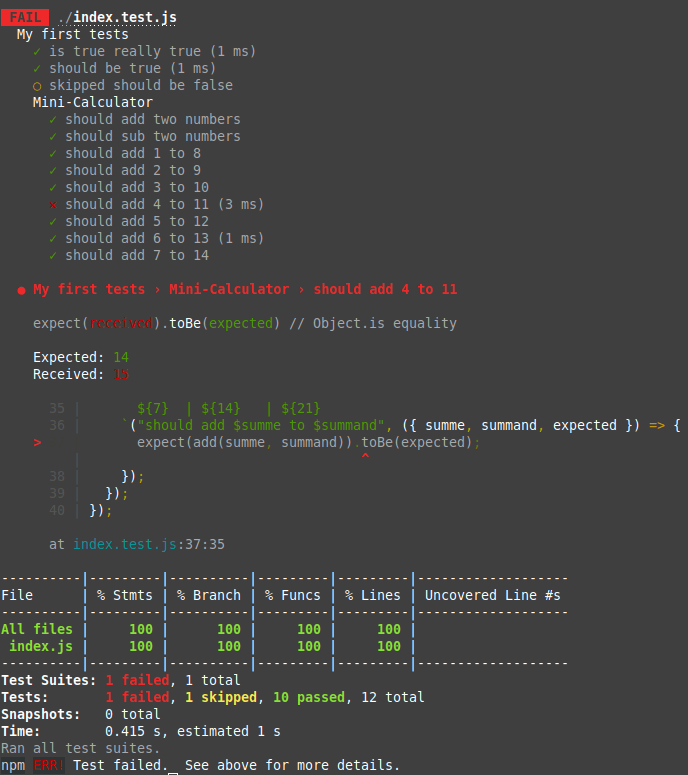 FAIL ./index.test.js
My first tests
✓ is true really true (1 ms)
✓ should be true (1 ms)
○ skipped should be false
Mini-Calculator
✓ should add two numbers
✓ should sub two numbers
✓ should add 1 to 8
✓ should add 2 to 9
✓ should add 3 to 10
✕ should add 4 to 11 (3 ms)
✓ should add 5 to 12
✓ should add 6 to 13 (1 ms)
✓ should add 7 to 14
● My first tests › Mini-Calculator › should add 4 to 11
expect(received).toBe(expected) // Object.is equality
Expected: 14
Received: 15
35 | ${7} | ${14} | ${21}
36 | `("should add $summe to $summand", ({ summe, summand, expected }) => {
> expect(add(summe, summand)).toBe(expected);
| ^
38 | });
39 | });
40 | });
at index.test.js:37:35
----------|---------|----------|---------|---------|-------------------
File | % Stmts | % Branch | % Funcs | % Lines | Uncovered Line #s
----------|---------|----------|---------|---------|-------------------
All files | 100 | 100 | 100 | 100 |
index.js | 100 | 100 | 100 | 100 |
----------|---------|----------|---------|---------|-------------------
Test Suites: 1 failed, 1 total
Tests: 1 failed, 1 skipped, 10 passed, 12 total
Snapshots: 0 total
Time: 0.415 s, estimated 1 s
Ran all test suites.
npm ERR! Test failed. See above for more details.